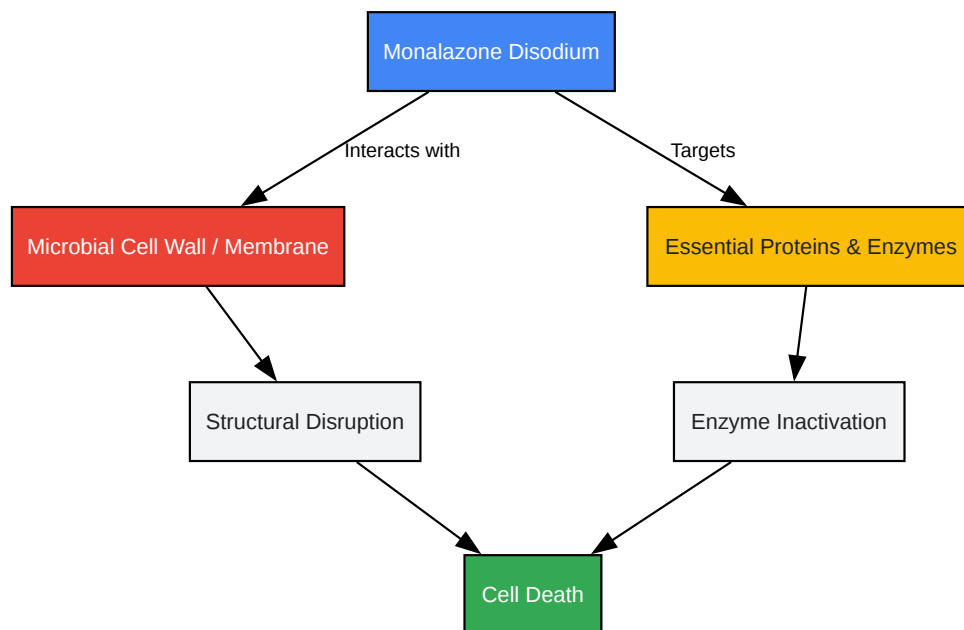 Monalazone Disodium
Interacts with
Targets
Microbial Cell Wall / Membrane
Essential Proteins & Enzymes
Structural Disruption
Enzyme Inactivation
Cell Death